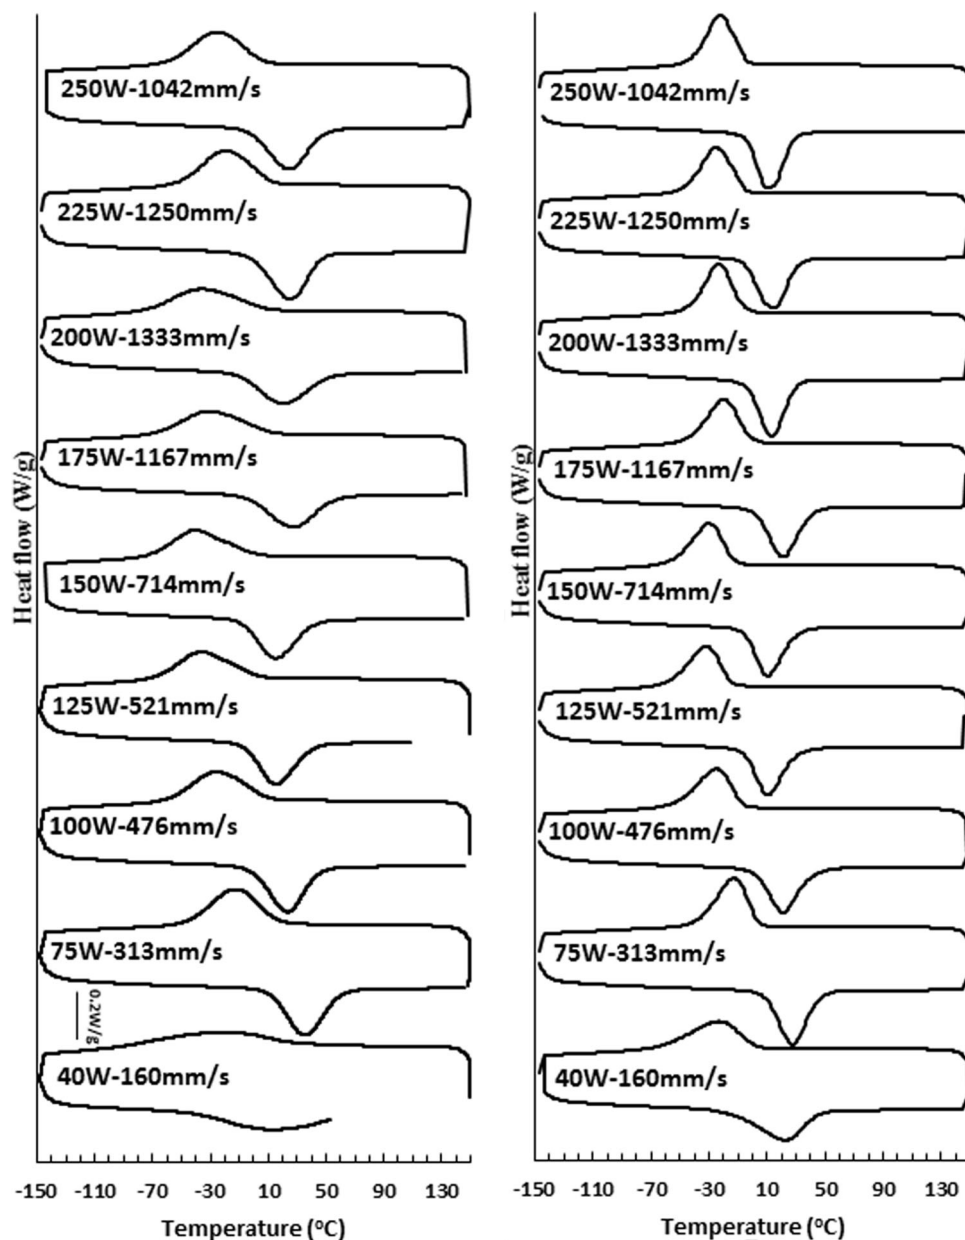 250W-1042mm/s
225W-1250mm/s
200W-1333mm/s
175W-1167mm/s
150W-714mm/s
125W-521mm/s
100W-476mm/s
75W-313mm/s
0.2W/g
40W-160mm/s
Heat flow (W/g)
-150 -110 -70 -30 10 50 90 130
Temperature (°C)
250W-1042mm/s
225W-1250mm/s
200W-1333mm/s
175W-1167mm/s
150W-714mm/s
125W-521mm/s
100W-476mm/s
75W-313mm/s
40W-160mm/s
Heat flow (W/g)
-150 -110 -70 -30 10 50 90 130
Temperature (°C)